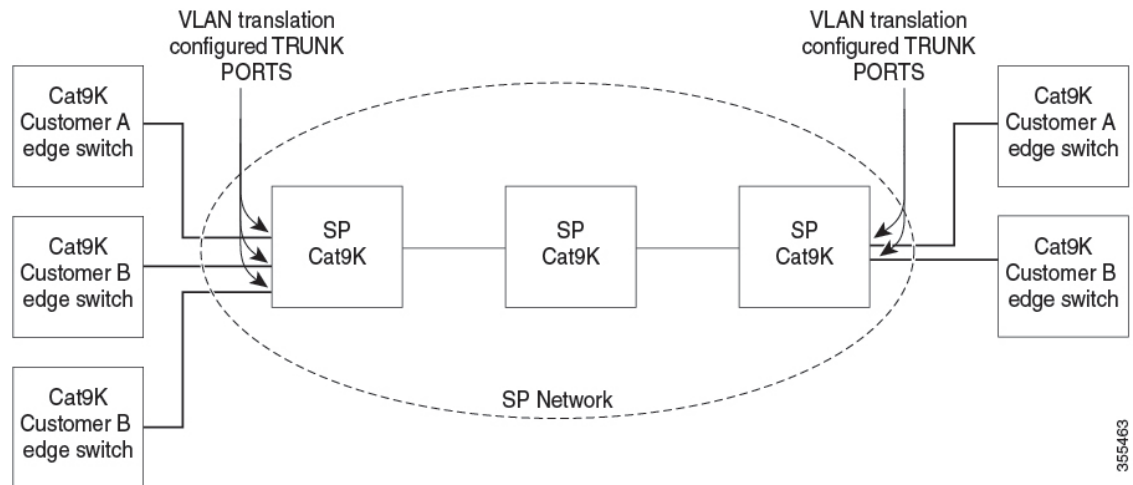 VLAN translation
configured TRUNK
PORTS
VLAN translation
configured TRUNK
PORTS
Cat9K
Customer A
edge switch
Cat9K
Customer B
edge switch
Cat9K
Customer B
edge switch
SP
Cat9K
SP
Cat9K
SP
Cat9K
Cat9K
Customer A
edge switch
Cat9K
Customer B
edge switch
SP Network
355463